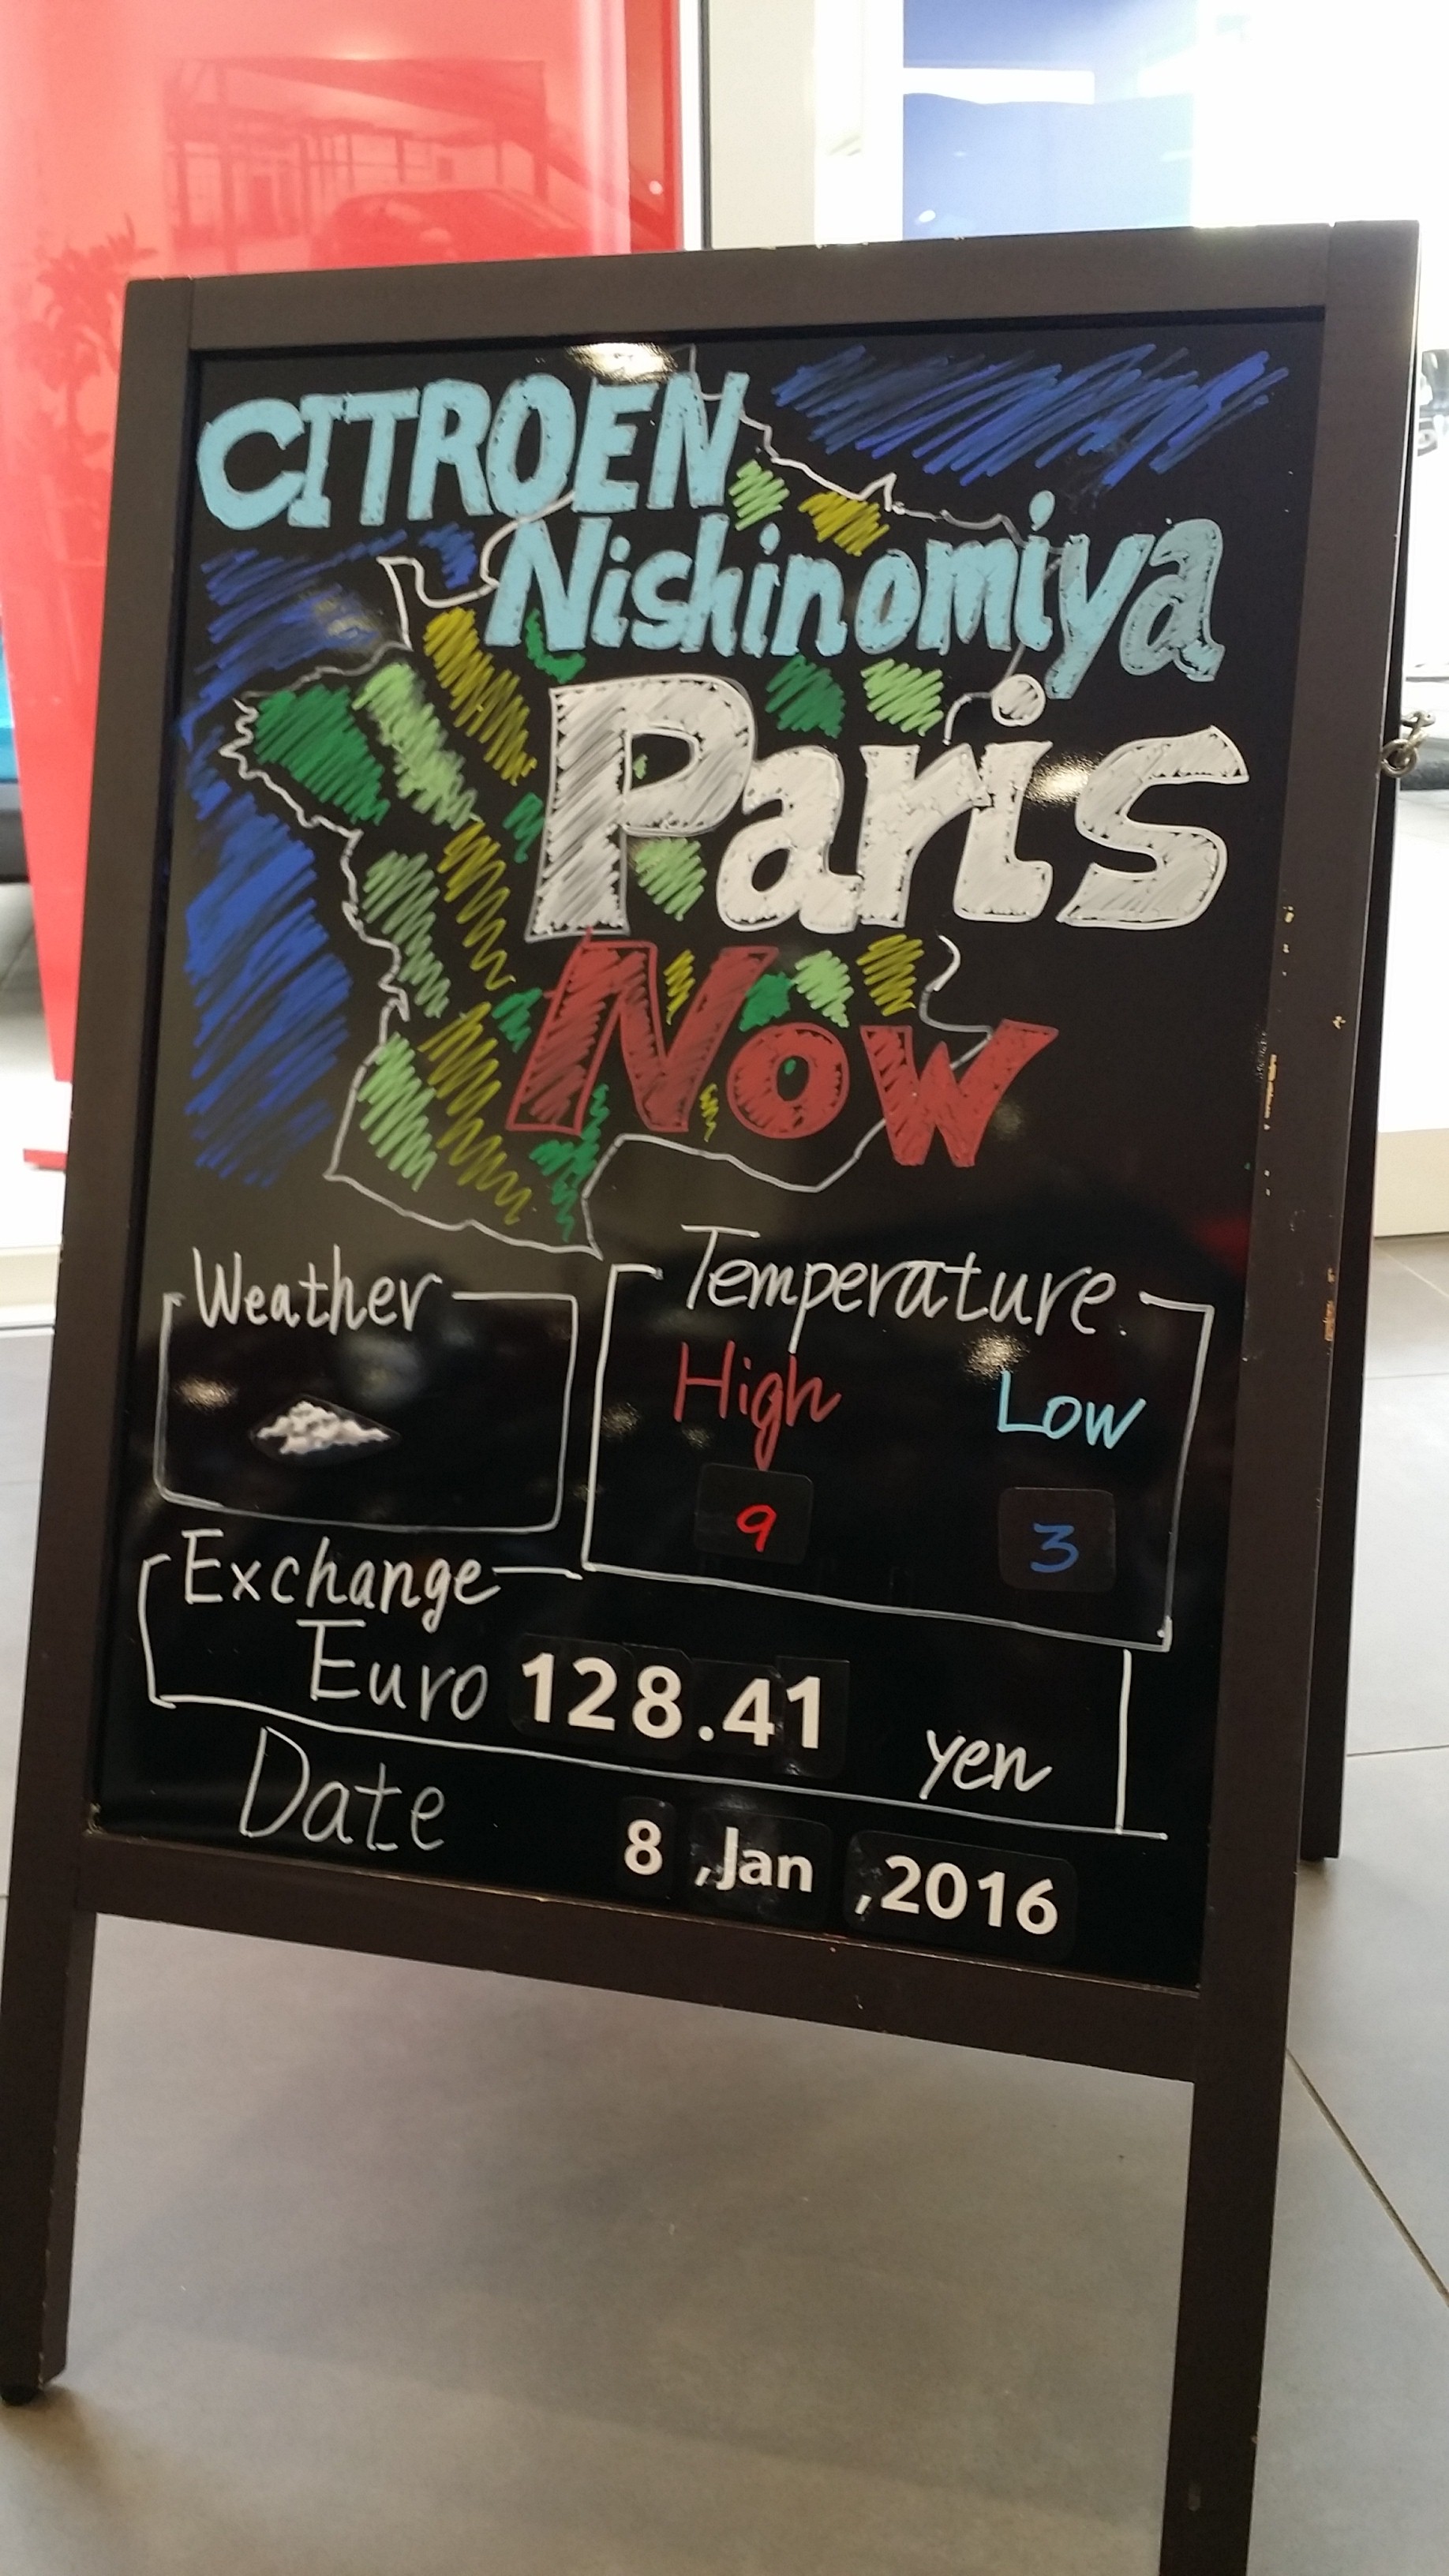 CITROEN
Nishinomiya
Paris
Now
Weather
Temperature.
High Low
9 3
Exchange
Euro 128.41 yen
Date 8 ,Jan ,2016